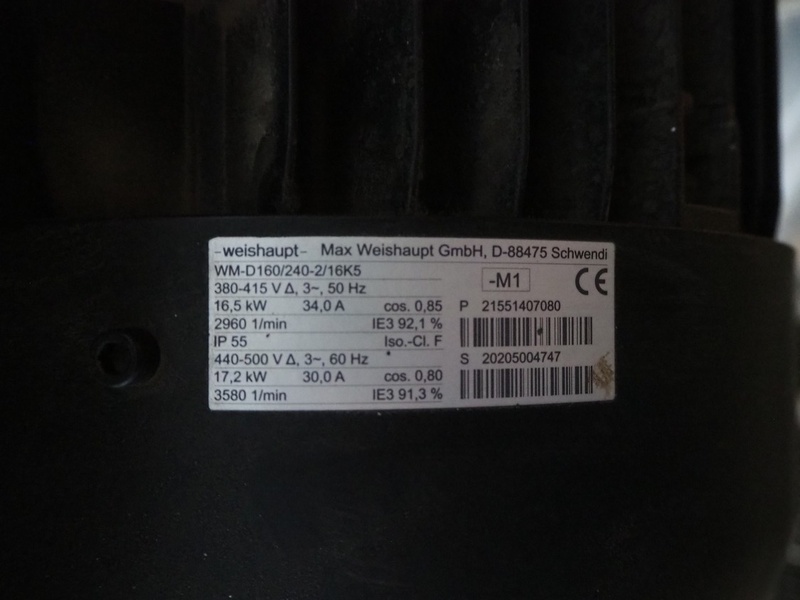 -weishaupt- Max Weishaupt GmbH, D-88475 Schwendi
WM-D160/240-2/16K5
380-415 V Δ, 3~, 50 Hz
16,5 kW 34,0 A cos. 0,85
2960 1/min IE3 92,1 %
IP 55 Iso.-Cl. F
440-500 V Δ, 3~, 60 Hz
17,2 kW 30,0 A cos. 0,80
3580 1/min IE3 91,3 %
-M1 CE
P 21551407080
S 20205004747